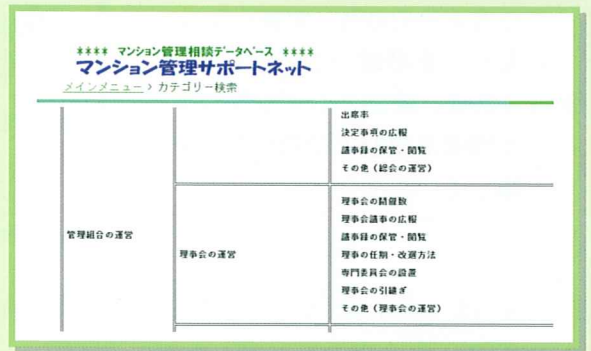 **** マンション管理相談データベース ****
マンション管理サポートネット
メインメニュー > カテゴリー検索
出席率
決定事項の広報
議事録の保管・閲覧
その他（総会の運営）
管理組合の運営
理事会の運営
理事会の開催数
理事会議事の広報
議事録の保管・閲覧
理事の任期・改選方法
専門委員会の設置
理事会の引継ぎ
その他（理事会の運営）